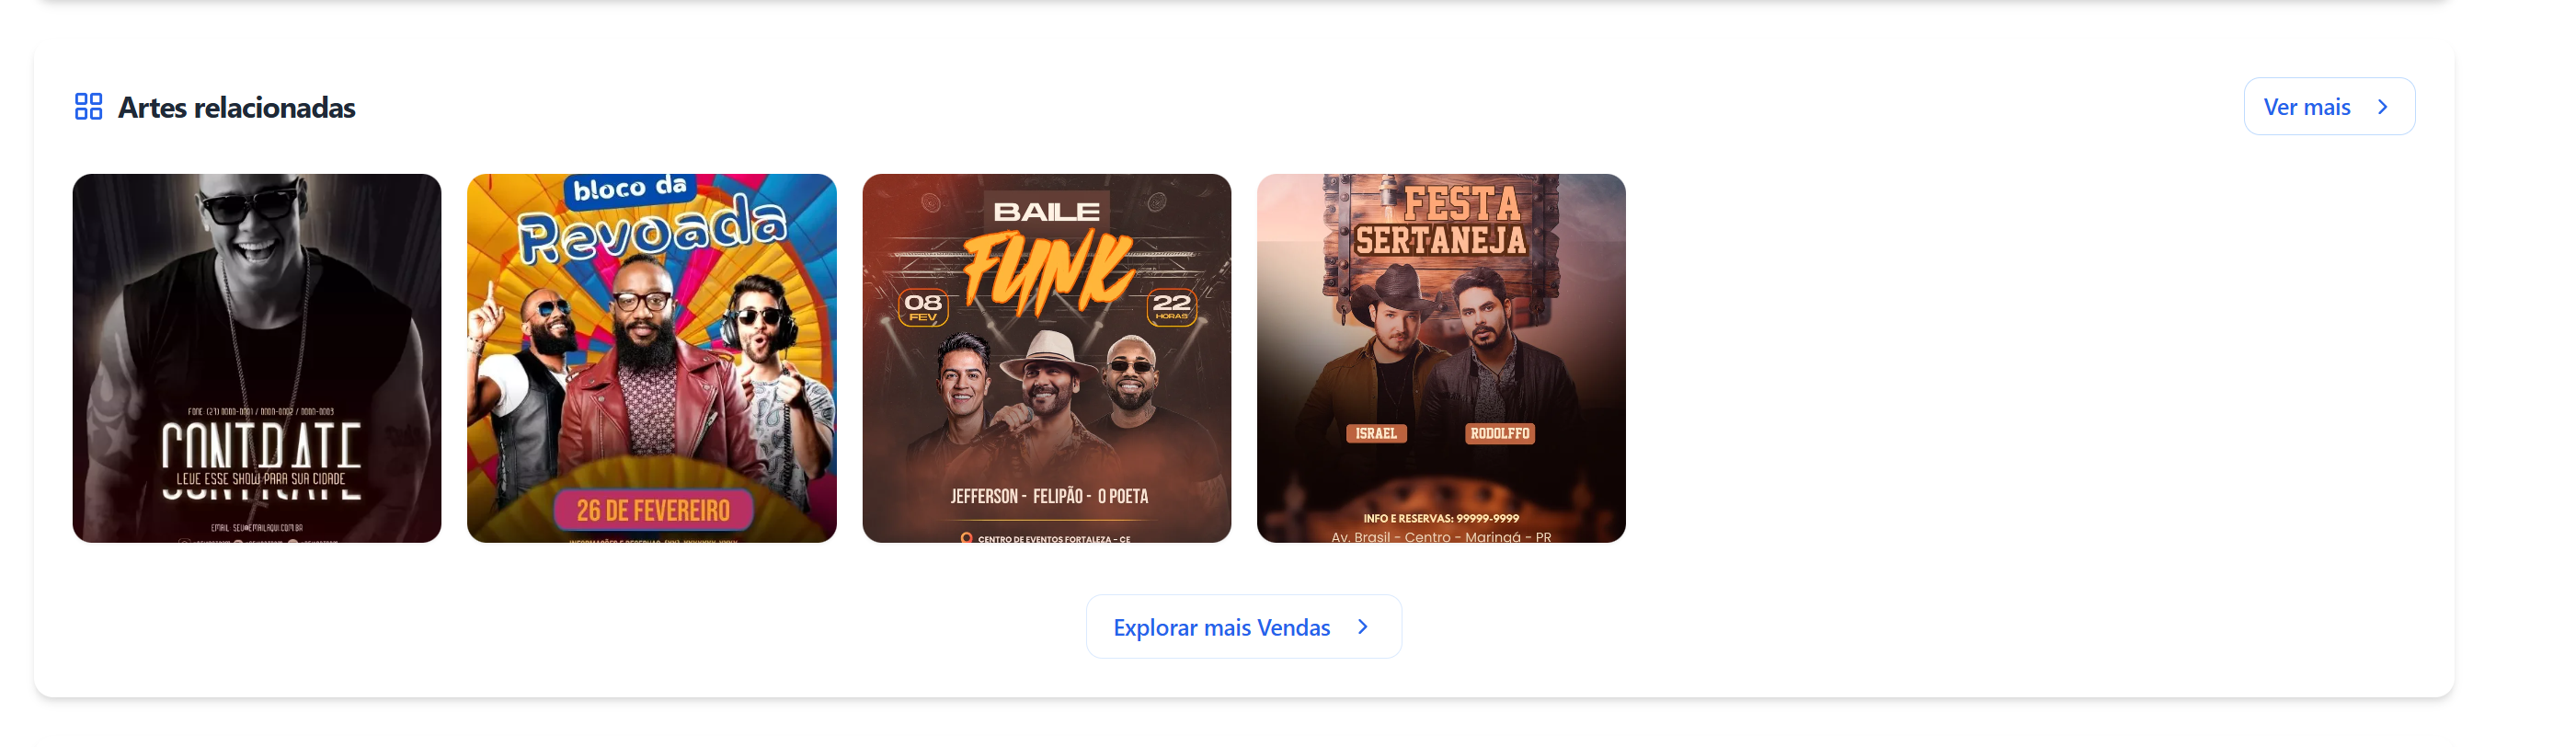 Artes relacionadas
Ver mais
FONE (21) 0000-0001 / 0000-0002 / 0000-0003
CONTRATE
LEVE ESSE SHOW PARA SUA CIDADE
EMAIL SEU@EMAILAQUI.COM.BR
bloco da
Revoada
26 DE FEVEREIRO
BAILE
FUNK
08
FEV
22
HORAS
JEFFERSON - FELIPÃO - O POETA
CENTRO DE EVENTOS FORTALEZA - CE
FESTA
SERTANEJA
ISRAEL
RODOLFFO
INFO E RESERVAS: 99999-9999
Av. Brasil - Centro - Maringá - PR
Explorar mais Vendas